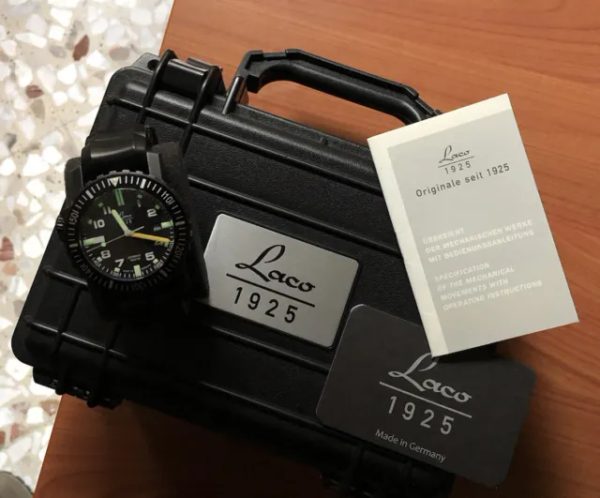 Laco
1925
Originale seit 1925
ÜBERSICHT
DER MECHANISCHEN WERKE
MIT BEDIENUNGSANLEITUNG
SPECIFICATION
OF THE MECHANICAL
MOVEMENTS WITH
OPERATING INSTRUCTIONS
Laco
1925
Laco
1925
Made in Germany